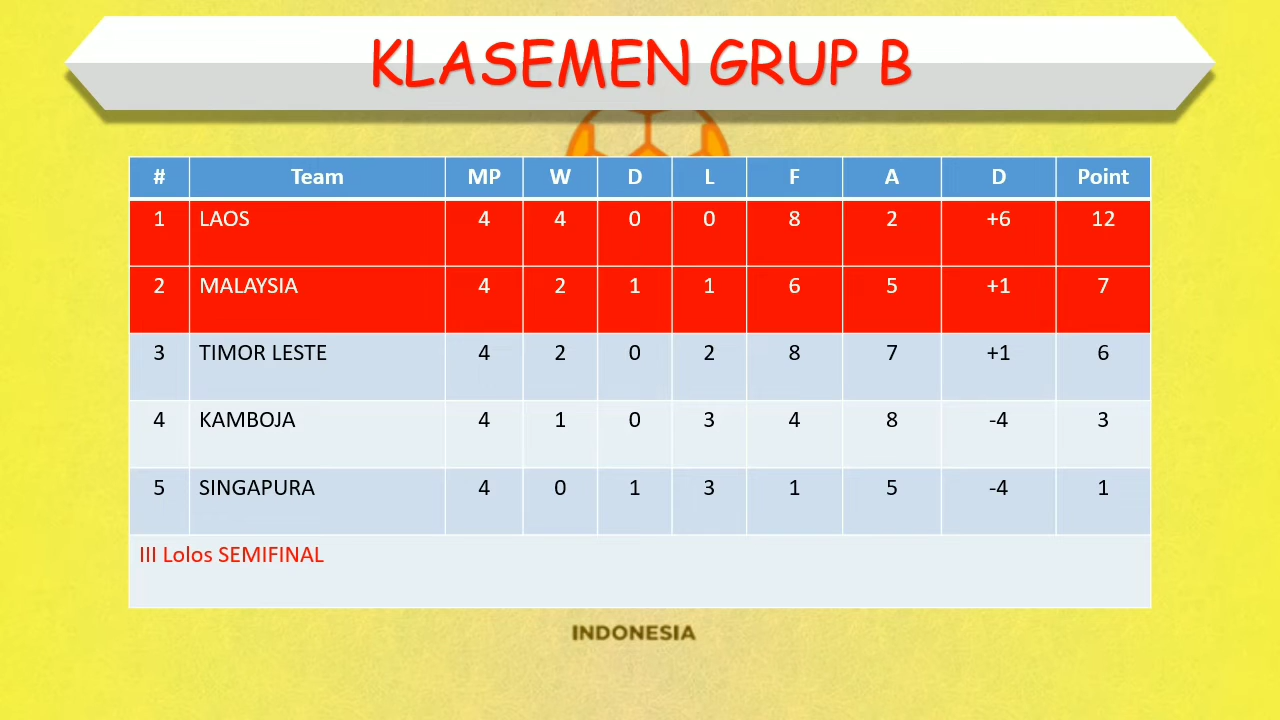 KLASEMEN GRUP B
# Team MP W D L F A D Point
1 LAOS 4 4 0 0 8 2 +6 12
2 MALAYSIA 4 2 1 1 6 5 +1 7
3 TIMOR LESTE 4 2 0 2 8 7 +1 6
4 KAMBOJA 4 1 0 3 4 8 -4 3
5 SINGAPURA 4 0 1 3 1 5 -4 1
III Lolos SEMIFINAL
INDONESIA